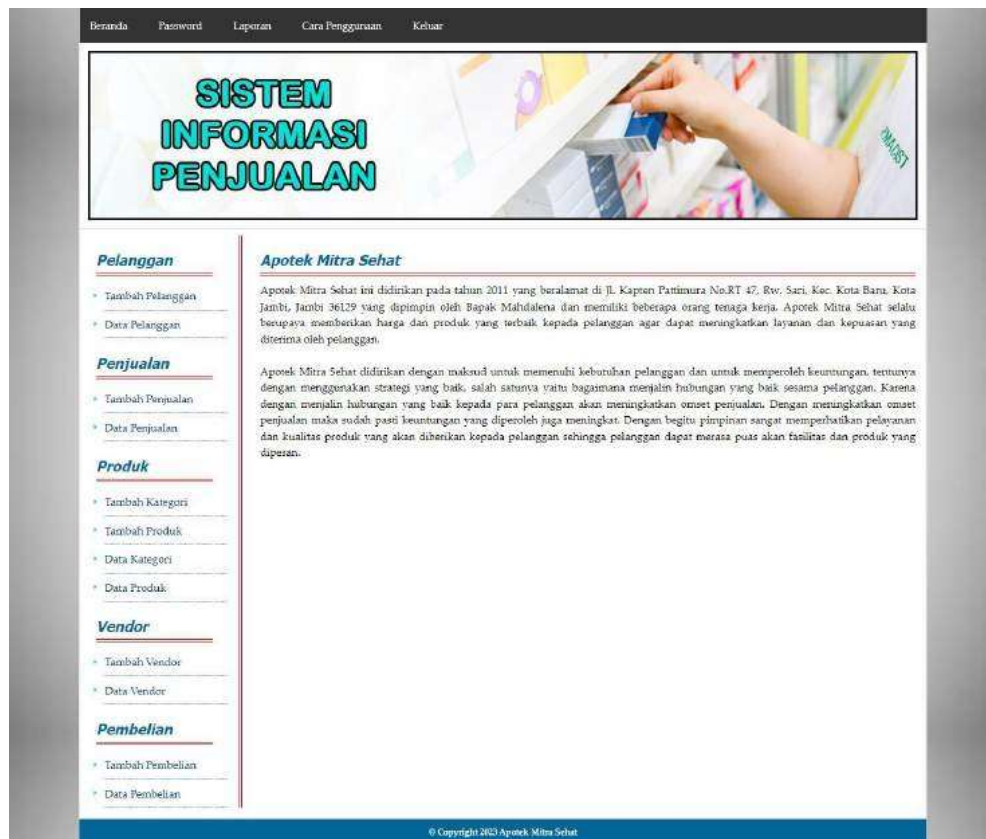 Beranda Password Laporan Cara Penggunaan Keluar
SISTEM
INFORMASI
PENJUALAN
Pelanggan
Tambah Pelanggan
Data Pelanggan
Penjualan
Tambah Penjualan
Data Penjualan
Produk
Tambah Kategori
Tambah Produk
Data Kategori
Data Produk
Vendor
Tambah Vendor
Data Vendor
Pembelian
Tambah Pembelian
Data Pembelian
Apotek Mitra Sehat
Apotek Mitra Sehat ini didirikan pada tahun 2011 yang beralamat di JL Kapten Pattimura No.RT 47, Rw. Sari, Kec. Kota Baru, Kota
Jambi, Jambi 36129 yang dipimpin oleh Bapak Mahdalena dan memiliki beberapa orang tenaga kerja. Apotek Mitra Sehat selalu
berupaya memberikan harga dan produk yang terbaik kepada pelanggan agar dapat meningkatkan layanan dan kepuasan yang
diterima oleh pelanggan.
Apotek Mitra Sehat didirikan dengan maksud untuk memenuhi kebutuhan pelanggan dan untuk memperoleh keuntungan, tentunya
dengan menggunakan strategi yang baik, salah satunya yaitu bagaimana menjalin hubungan yang baik sesama pelanggan. Karena
dengan menjalin hubungan yang baik kepada para pelanggan akan meningkatkan omset penjualan. Dengan meningkatkan omset
penjualan maka sudah pasti keuntungan yang diperoleh juga meningkat. Dengan begitu pimpinan sangat memperhatikan pelayanan
dan kualitas produk yang akan diberikan kepada pelanggan sehingga pelanggan dapat merasa puas akan fasilitas dan produk yang
dipesan.
© Copyright 2023 Apotek Mitra Sehat